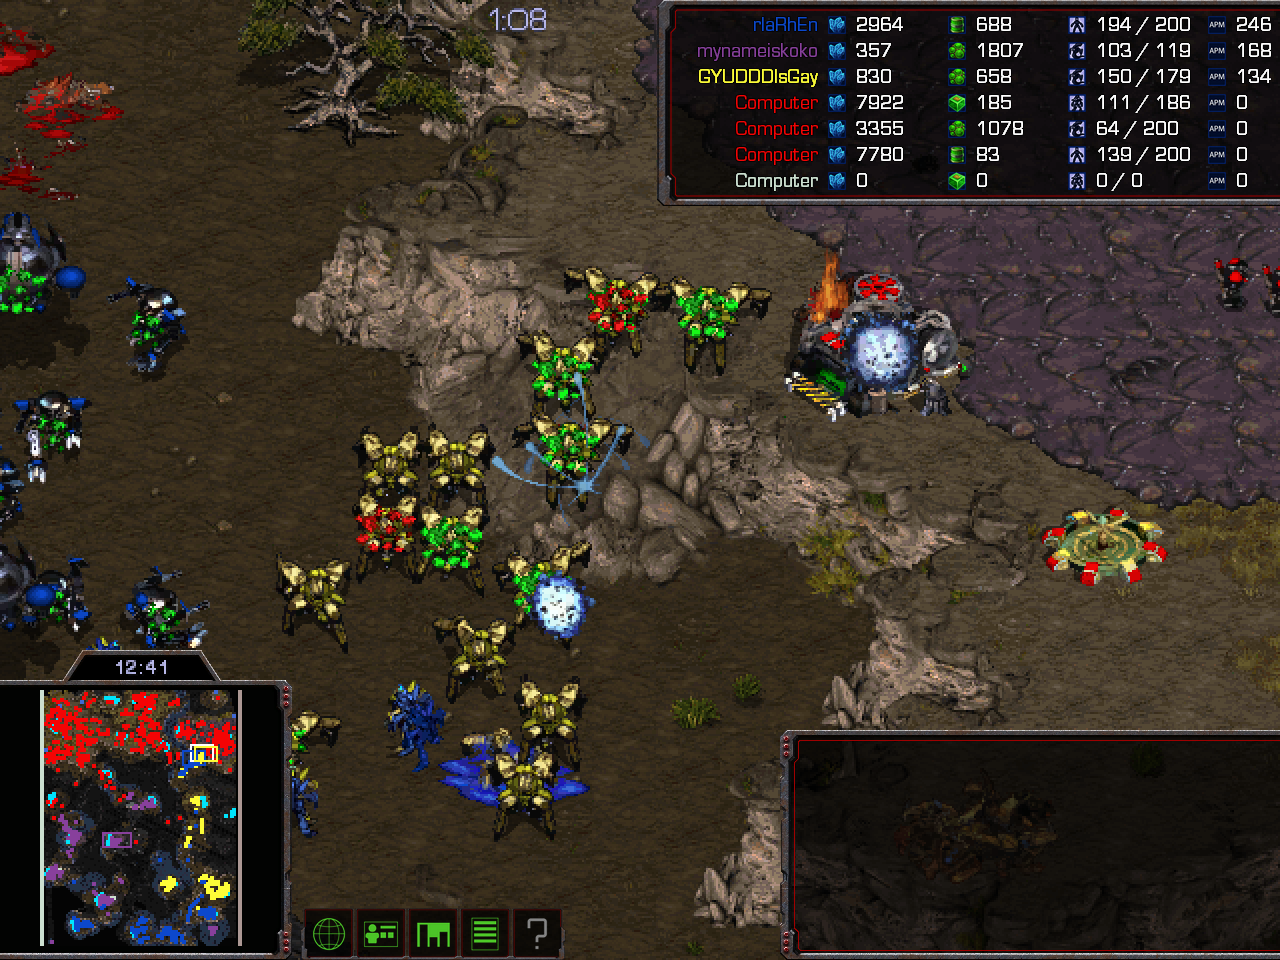 1:08
rlaRhEn 2964 688 194 / 200 APM 246
mynameiskoko 357 1807 103 / 119 APM 168
GYUDDDIsGay 830 658 150 / 179 APM 134
Computer 7922 185 111 / 186 APM 0
Computer 3355 1078 64 / 200 APM 0
Computer 7780 83 139 / 200 APM 0
Computer 0 0 0 / 0 APM 0
12:41
?